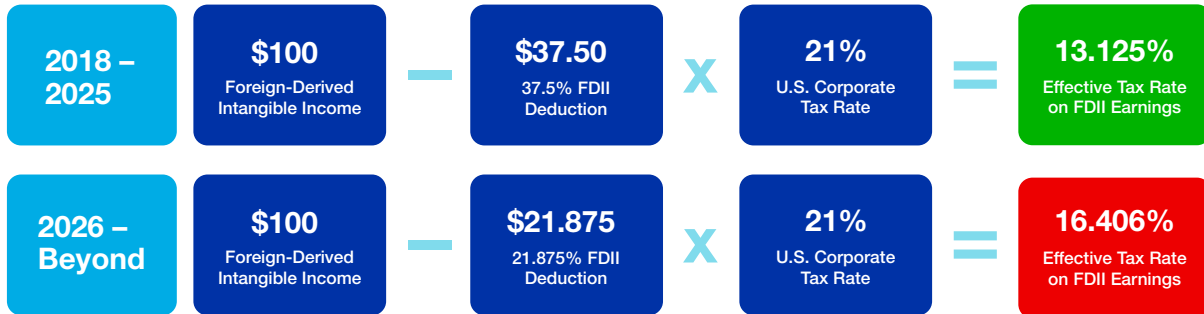 2018 –
2025
$100
Foreign-Derived
Intangible Income
—
$37.50
37.5% FDII
Deduction
x
21%
U.S. Corporate
Tax Rate
=
13.125%
Effective Tax Rate
on FDII Earnings
2026 –
Beyond
$100
Foreign-Derived
Intangible Income
—
$21.875
21.875% FDII
Deduction
x
21%
U.S. Corporate
Tax Rate
=
16.406%
Effective Tax Rate
on FDII Earnings